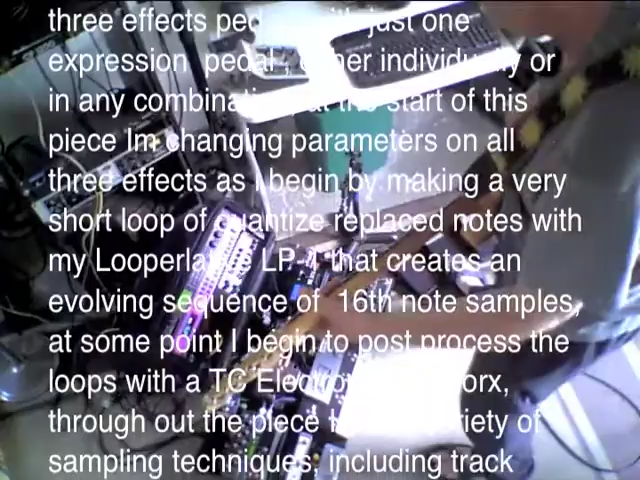 three effects pedals with just one
expression pedal , either individually or
in any combination, at the start of this
piece Im changing parameters on all
three effects as I begin by making a very
short loop of quantize replaced notes with
my Looperlative LP-1 that creates an
evolving sequence of 16th note samples,
at some point I begin to post process the
loops with a TC Electronic
through out the piece variety of
sampling techniques, including track